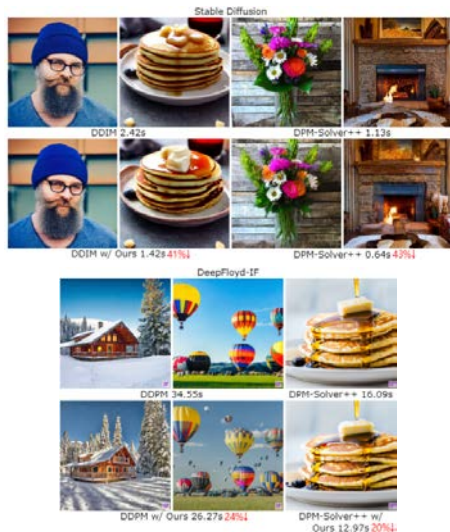 Stable Diffusion
DDIM 2.42s
DPM-Solver++ 1.13s
DDIM w/ Ours 1.42s 41%↓
DPM-Solver++ 0.64s 43%↓
DeepFloyd-IF
DDPM 34.55s
DPM-Solver++ 16.09s
DDPM w/ Ours 26.27s 24%↓
DPM-Solver++ w/
Ours 12.97s 20%↓